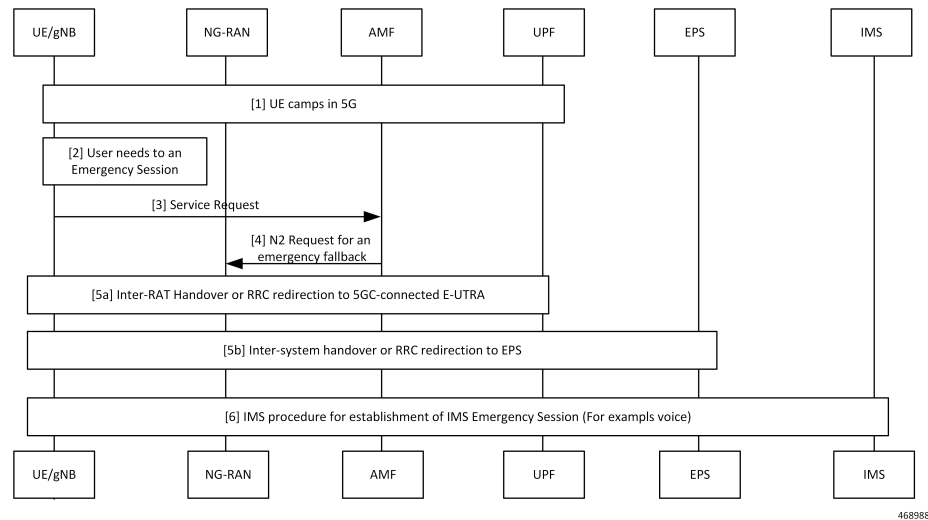 UE/gNB
NG-RAN
AMF
UPF
EPS
IMS
[1] UE camps in 5G
[2] User needs to an
Emergency Session
[3] Service Request
[4] N2 Request for an
emergency fallback
[5a] Inter-RAT Handover or RRC redirection to 5GC-connected E-UTRA
[5b] Inter-system handover or RRC redirection to EPS
[6] IMS procedure for establishment of IMS Emergency Session (For exampls voice)
UE/gNB
NG-RAN
AMF
UPF
EPS
IMS
468988